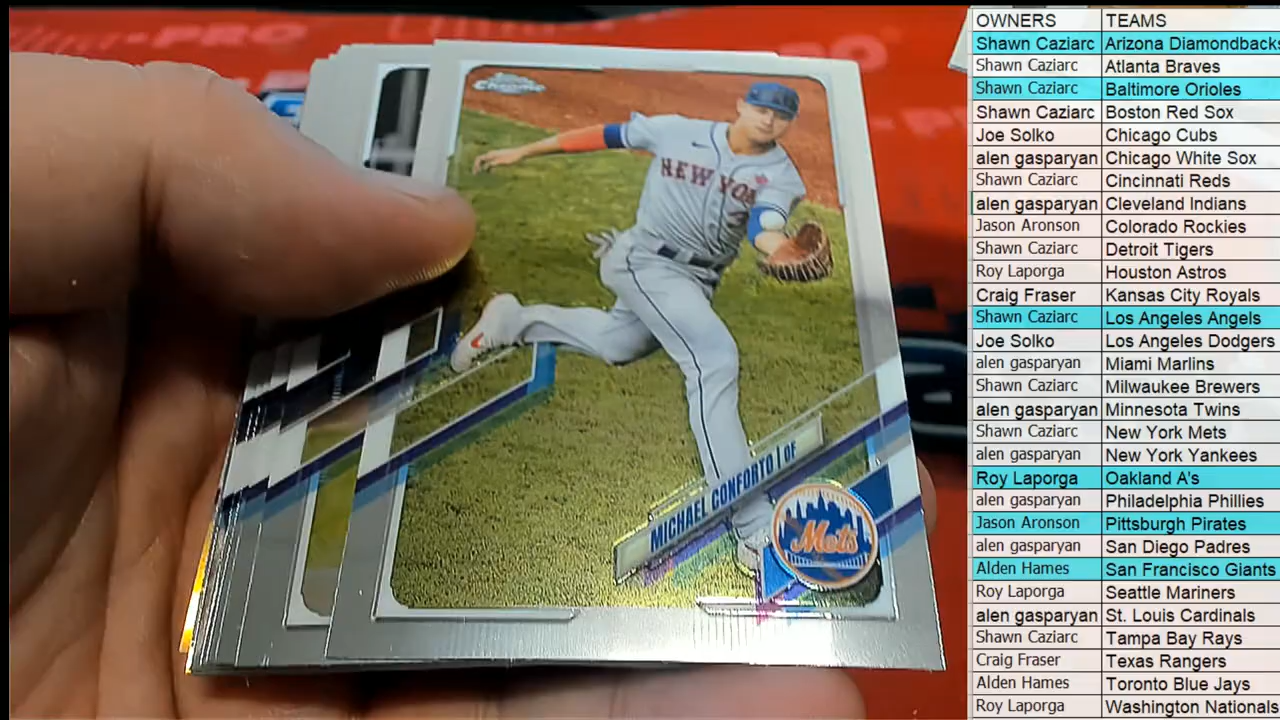 Topps
Chrome
NEW YO
MICHAEL CONFORTO | OF
Mets
OWNERS TEAMS
Shawn Caziarc Arizona Diamondbacks
Shawn Caziarc Atlanta Braves
Shawn Caziarc Baltimore Orioles
Shawn Caziarc Boston Red Sox
Joe Solko Chicago Cubs
alen gasparyan Chicago White Sox
Shawn Caziarc Cincinnati Reds
alen gasparyan Cleveland Indians
Jason Aronson Colorado Rockies
Shawn Caziarc Detroit Tigers
Roy Laporga Houston Astros
Craig Fraser Kansas City Royals
Shawn Caziarc Los Angeles Angels
Joe Solko Los Angeles Dodgers
alen gasparyan Miami Marlins
Shawn Caziarc Milwaukee Brewers
alen gasparyan Minnesota Twins
Shawn Caziarc New York Mets
alen gasparyan New York Yankees
Roy Laporga Oakland A's
alen gasparyan Philadelphia Phillies
Jason Aronson Pittsburgh Pirates
alen gasparyan San Diego Padres
Alden Hames San Francisco Giants
Roy Laporga Seattle Mariners
alen gasparyan St. Louis Cardinals
Shawn Caziarc Tampa Bay Rays
Craig Fraser Texas Rangers
Alden Hames Toronto Blue Jays
Roy Laporga Washington Nationals